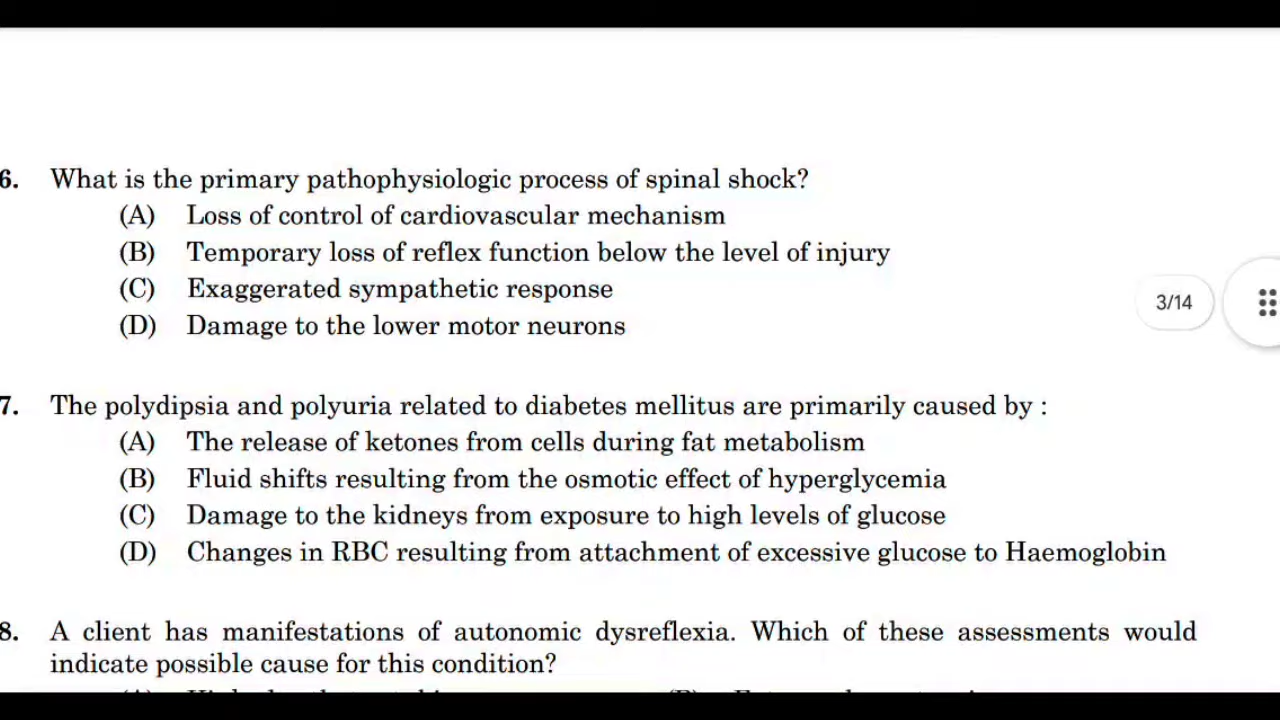 6. What is the primary pathophysiologic process of spinal shock?
(A) Loss of control of cardiovascular mechanism
(B) Temporary loss of reflex function below the level of injury
(C) Exaggerated sympathetic response
(D) Damage to the lower motor neurons
3/14
7. The polydipsia and polyuria related to diabetes mellitus are primarily caused by :
(A) The release of ketones from cells during fat metabolism
(B) Fluid shifts resulting from the osmotic effect of hyperglycemia
(C) Damage to the kidneys from exposure to high levels of glucose
(D) Changes in RBC resulting from attachment of excessive glucose to Haemoglobin
8. A client has manifestations of autonomic dysreflexia. Which of these assessments would
indicate possible cause for this condition?